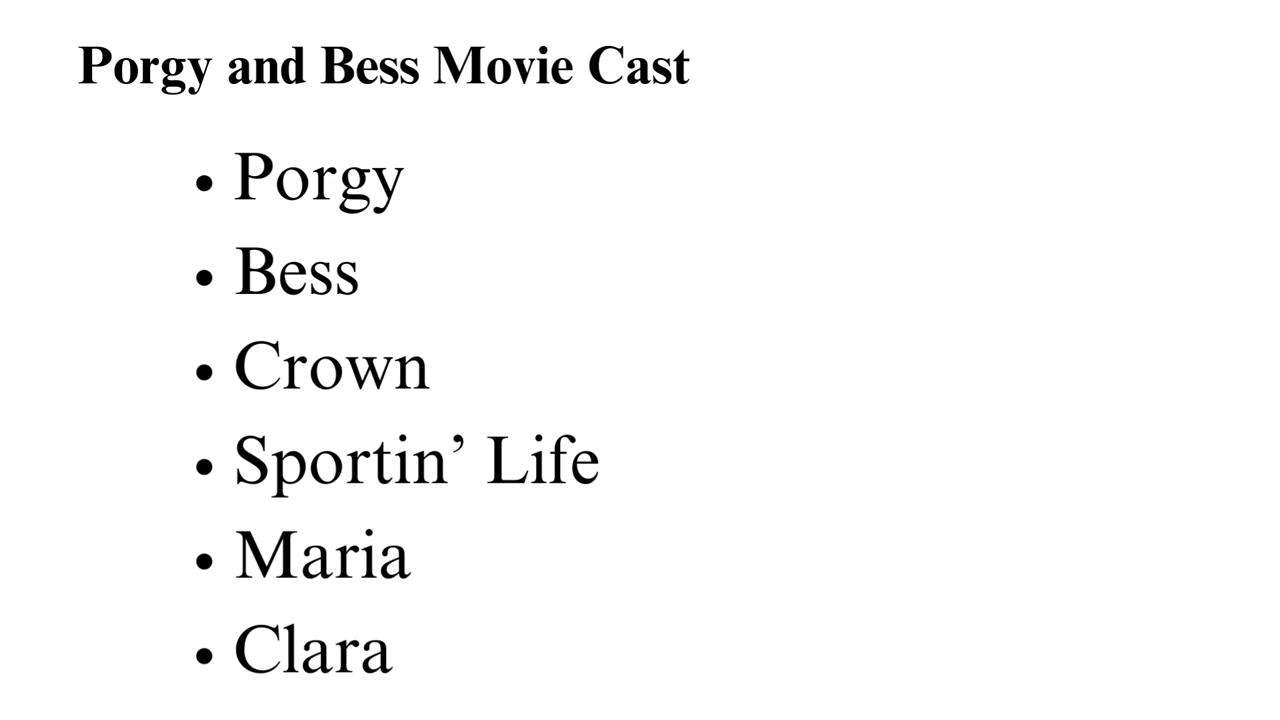 Porgy and Bess Movie Cast
• Porgy
• Bess
• Crown
• Sportin’ Life
• Maria
• Clara